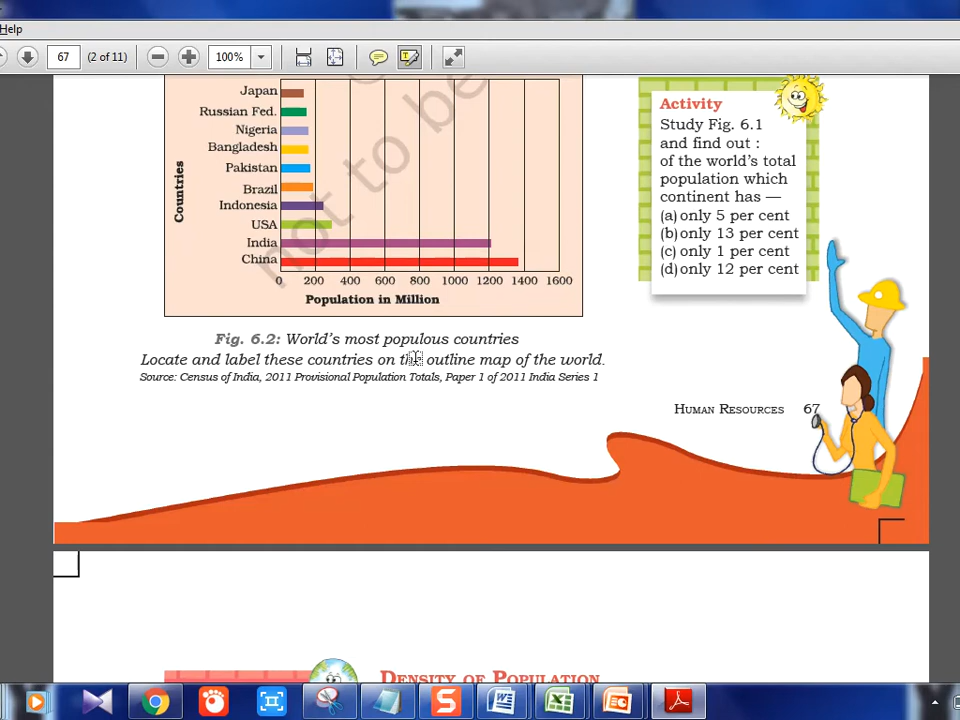 Help
67 (2 of 11) 100%
not to be
Countries
Japan
Russian Fed.
Nigeria
Bangladesh
Pakistan
Brazil
Indonesia
USA
India
China
0 200 400 600 800 1000 1200 1400 1600
Population in Million
Fig. 6.2: World's most populous countries
Locate and label these countries on the outline map of the world.
Source: Census of India, 2011 Provisional Population Totals, Paper 1 of 2011 India Series 1
Activity
Study Fig. 6.1
and find out :
of the world's total
population which
continent has —
(a) only 5 per cent
(b) only 13 per cent
(c) only 1 per cent
(d) only 12 per cent
Human Resources 67
Density of Population